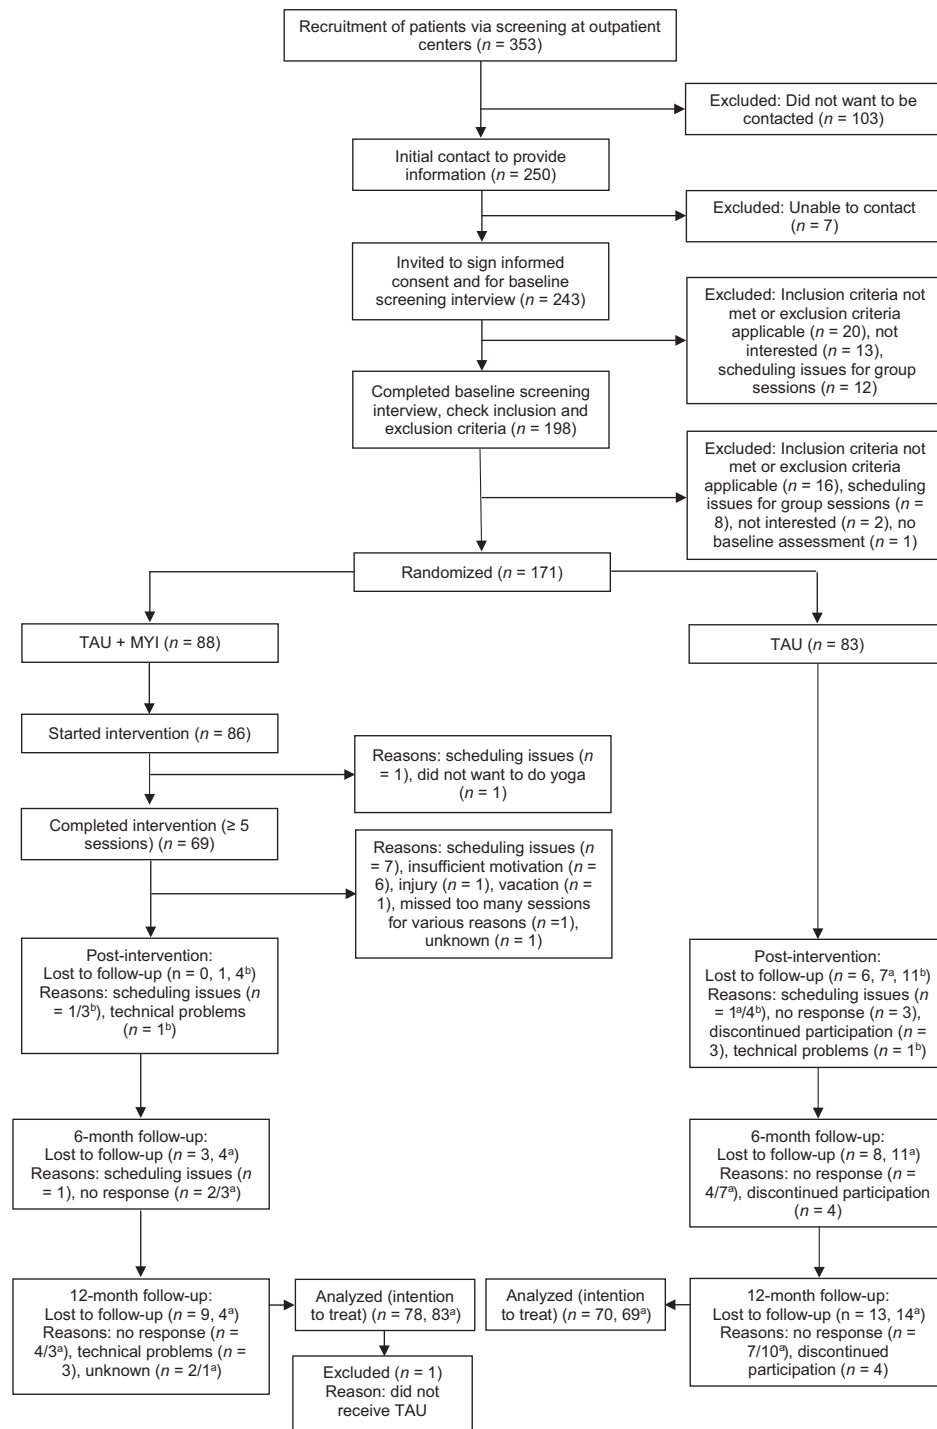 Recruitment of patients via screening at outpatient
centers (n = 353)
Excluded: Did not want to be
contacted (n = 103)
Initial contact to provide
information (n = 250)
Excluded: Unable to contact
(n = 7)
Invited to sign informed
consent and for baseline
screening interview (n = 243)
Excluded: Inclusion criteria not
met or exclusion criteria
applicable (n = 20), not
interested (n = 13),
scheduling issues for group
sessions (n = 12)
Completed baseline screening
interview, check inclusion and
exclusion criteria (n = 198)
Excluded: Inclusion criteria not
met or exclusion criteria
applicable (n = 16), scheduling
issues for group sessions (n =
8), not interested (n = 2), no
baseline assessment (n = 1)
Randomized (n = 171)
TAU + MYI (n = 88)
TAU (n = 83)
Started intervention (n = 86)
Reasons: scheduling issues (n
= 1), did not want to do yoga
(n = 1)
Completed intervention (≥ 5
sessions) (n = 69)
Reasons: scheduling issues (n
= 7), insufficient motivation (n =
6), injury (n = 1), vacation (n =
1), missed too many sessions
for various reasons (n =1),
unknown (n = 1)
Post-intervention:
Lost to follow-up (n = 0, 1, 4ᵇ)
Reasons: scheduling issues (n
= 1/3ᵇ), technical problems
(n = 1ᵇ)
Post-intervention:
Lost to follow-up (n = 6, 7ᵃ, 11ᵇ)
Reasons: scheduling issues (n
= 1ᵃ/4ᵇ), no response (n = 3),
discontinued participation (n =
3), technical problems (n = 1ᵇ)
6-month follow-up:
Lost to follow-up (n = 3, 4ᵃ)
Reasons: scheduling issues (n
= 1), no response (n = 2/3ᵃ)
6-month follow-up:
Lost to follow-up (n = 8, 11ᵃ)
Reasons: no response (n =
4/7ᵃ), discontinued participation
(n = 4)
12-month follow-up:
Lost to follow-up (n = 9, 4ᵃ)
Reasons: no response (n =
4/3ᵃ), technical problems (n =
3), unknown (n = 2/1ᵃ)
Analyzed (intention
to treat) (n = 78, 83ᵃ)
Excluded (n = 1)
Reason: did not
receive TAU
Analyzed (intention
to treat) (n = 70, 69ᵃ)
12-month follow-up:
Lost to follow-up (n = 13, 14ᵃ)
Reasons: no response (n =
7/10ᵃ), discontinued
participation (n = 4)